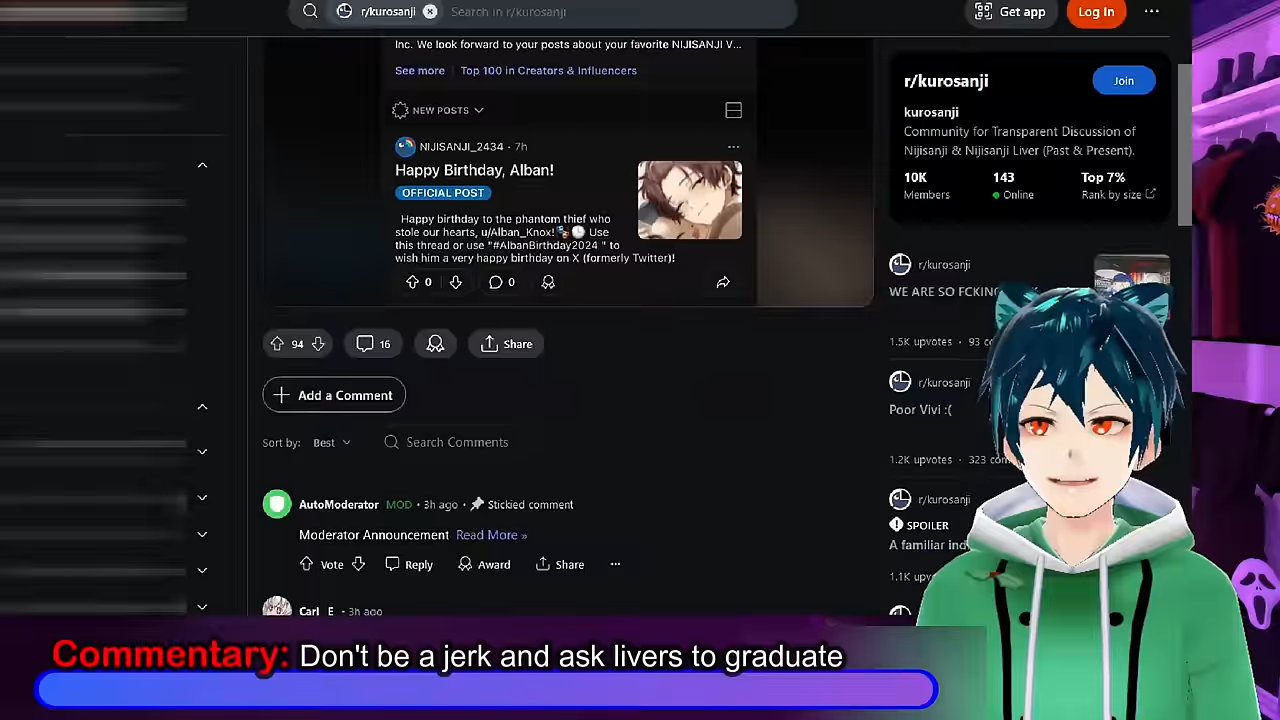 r/kurosanji
Search in r/kurosanji
Get app
Log In
Inc. We look forward to your posts about your favorite NIJISANJI V...
See more
Top 100 in Creators & Influencers
NEW POSTS
NIJISANJI_2434 · 7h
Happy Birthday, Alban!
OFFICIAL POST
Happy birthday to the phantom thief who
stole our hearts, u/Alban_Knox! Use
this thread or use "#AlbanBirthday2024 " to
wish him a very happy birthday on X (formerly Twitter)!
0
0
94
16
Share
Add a Comment
Sort by:
Best
Search Comments
AutoModerator MOD · 3h ago · Stickied comment
Moderator Announcement Read More »
Vote
Reply
Award
Share
Carl E · 3h ago
r/kurosanji
Join
kurosanji
Community for Transparent Discussion of
Nijisanji & Nijisanji Liver (Past & Present).
10K
143
Top 7%
Members
Online
Rank by size
r/kurosanji
WE ARE SO FCKING
1.5K upvotes · 93
r/kurosanji
Poor Vivi :(
1.2K upvotes · 323
r/kurosanji
SPOILER
A familiar
1.1K
Commentary: Don't be a jerk and ask livers to graduate